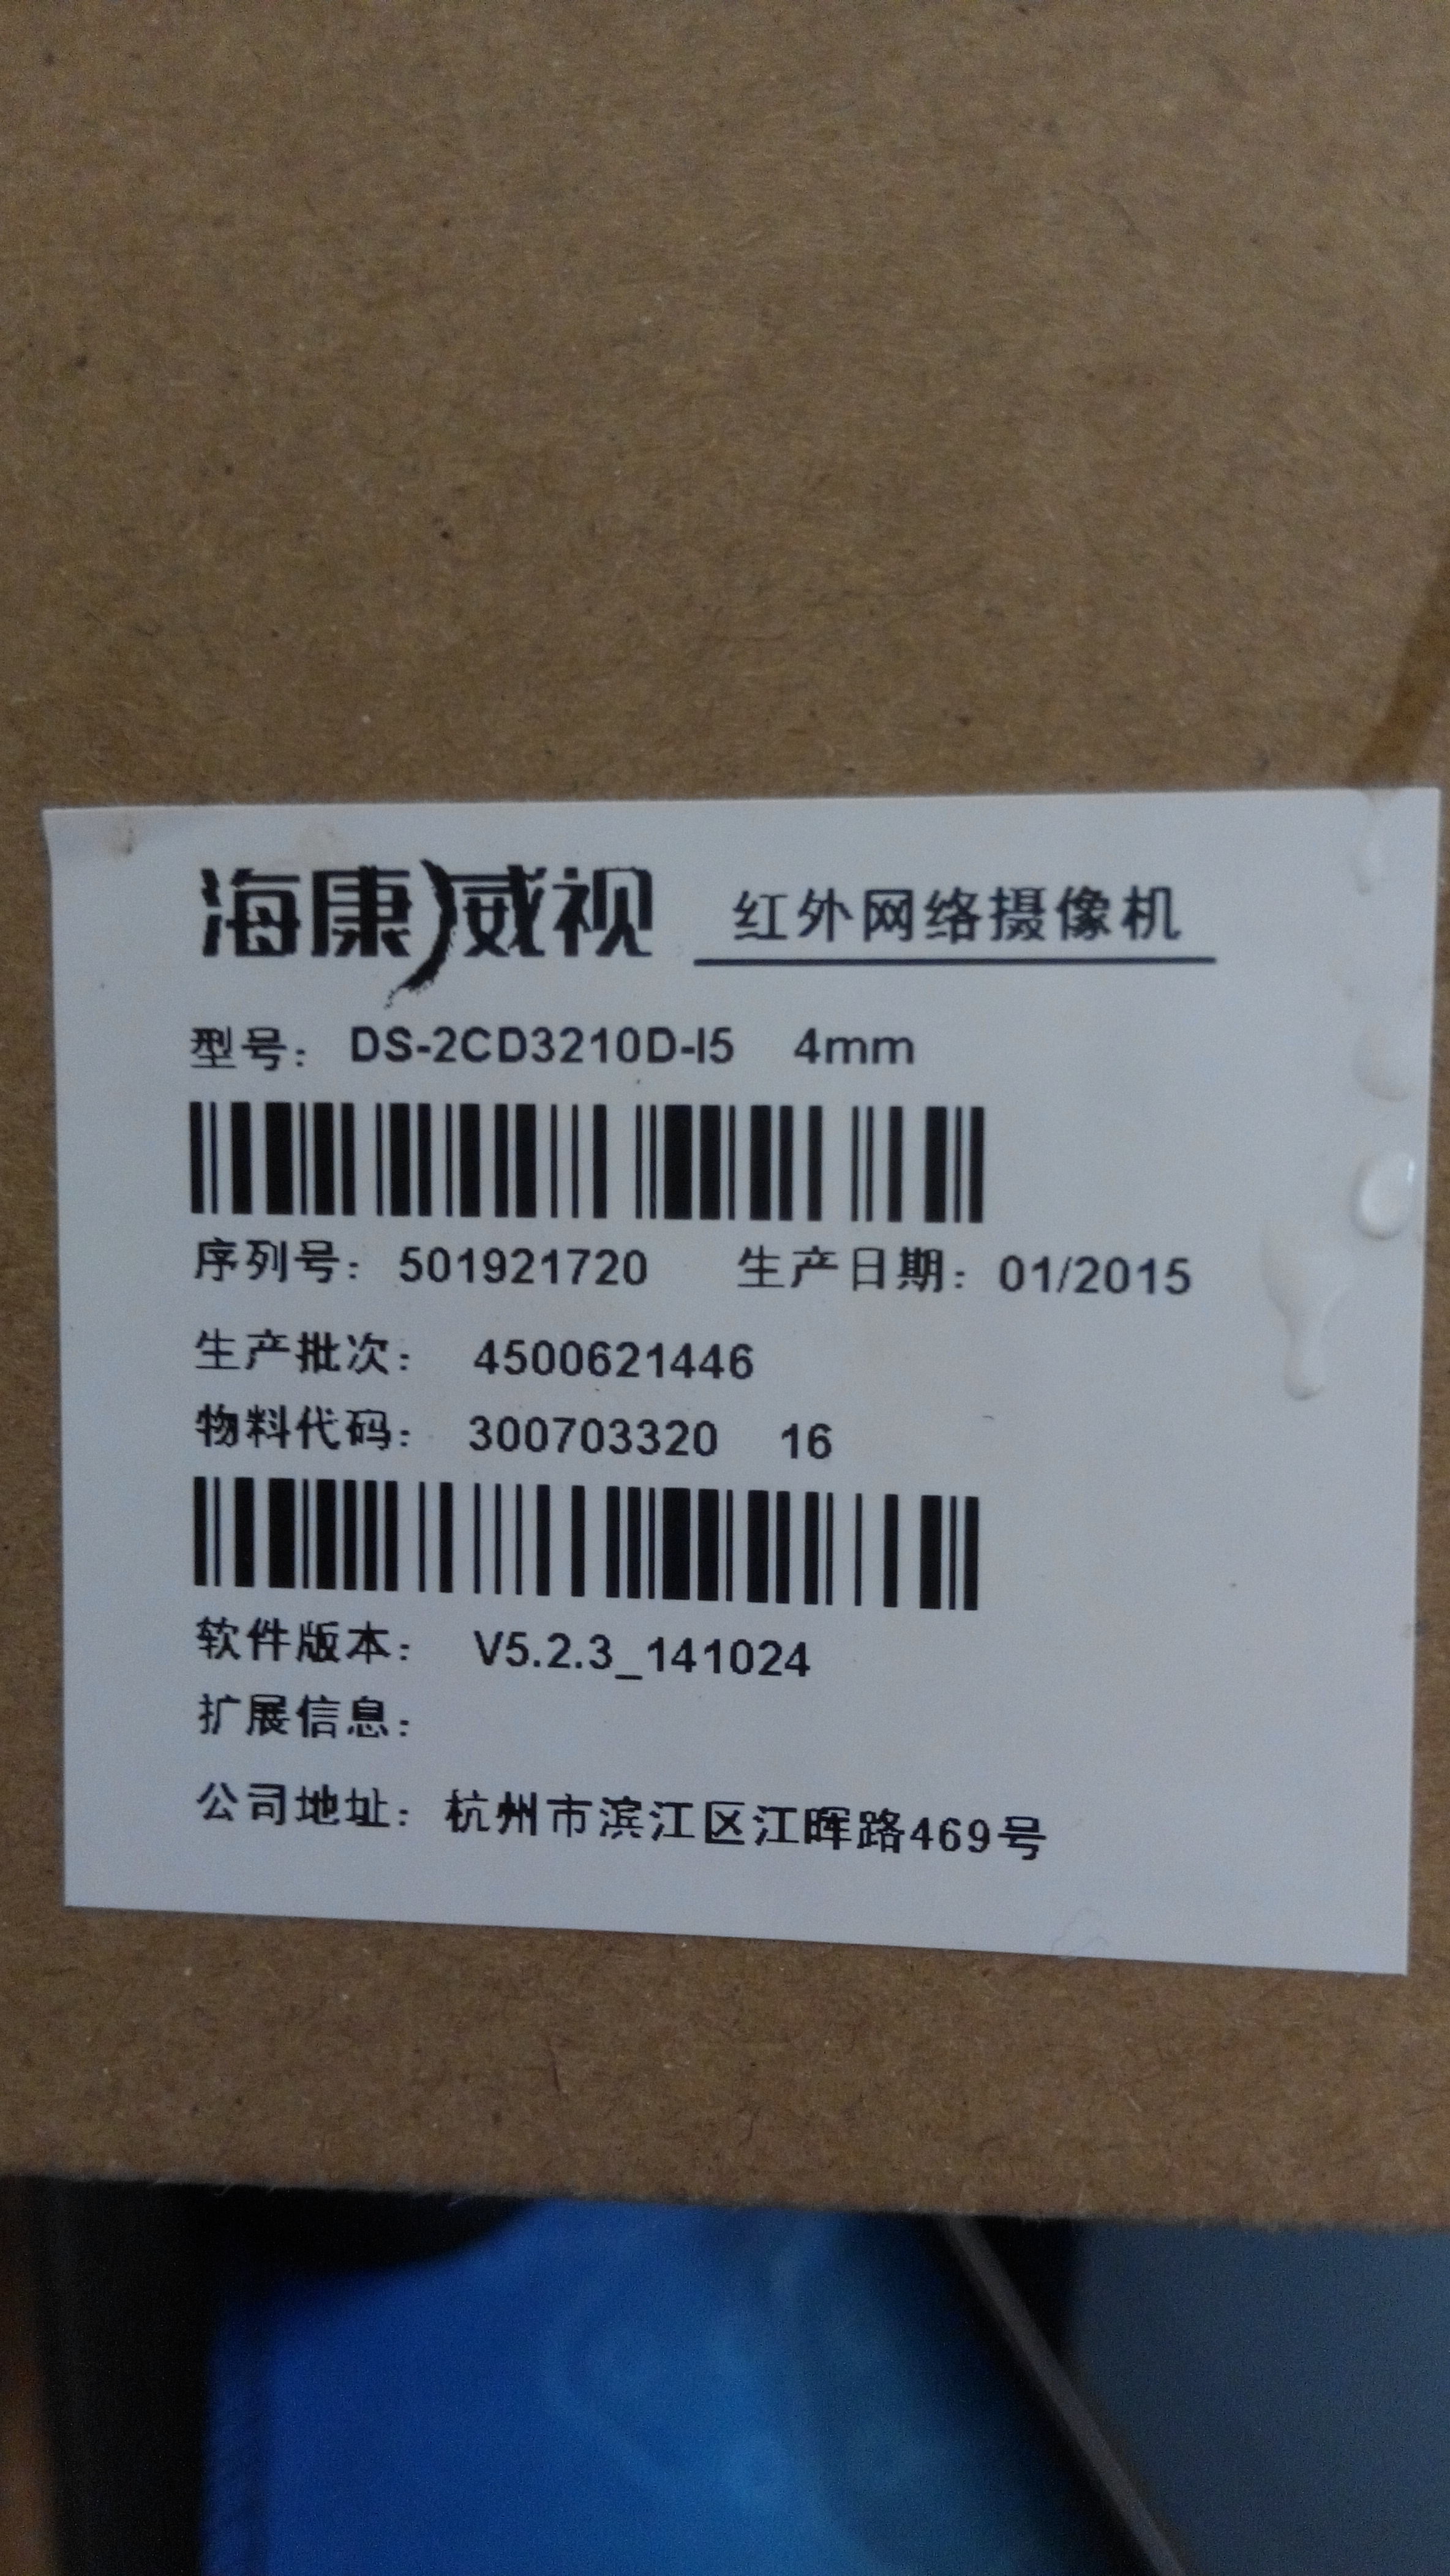 海康威视 红外网络摄像机
型号： DS-2CD3210D-I5 4mm
序列号： 501921720 生产日期：01/2015
生产批次： 4500621446
物料代码： 300703320 16
软件版本： V5.2.3_141024
扩展信息：
公司地址：杭州市滨江区江晖路469号